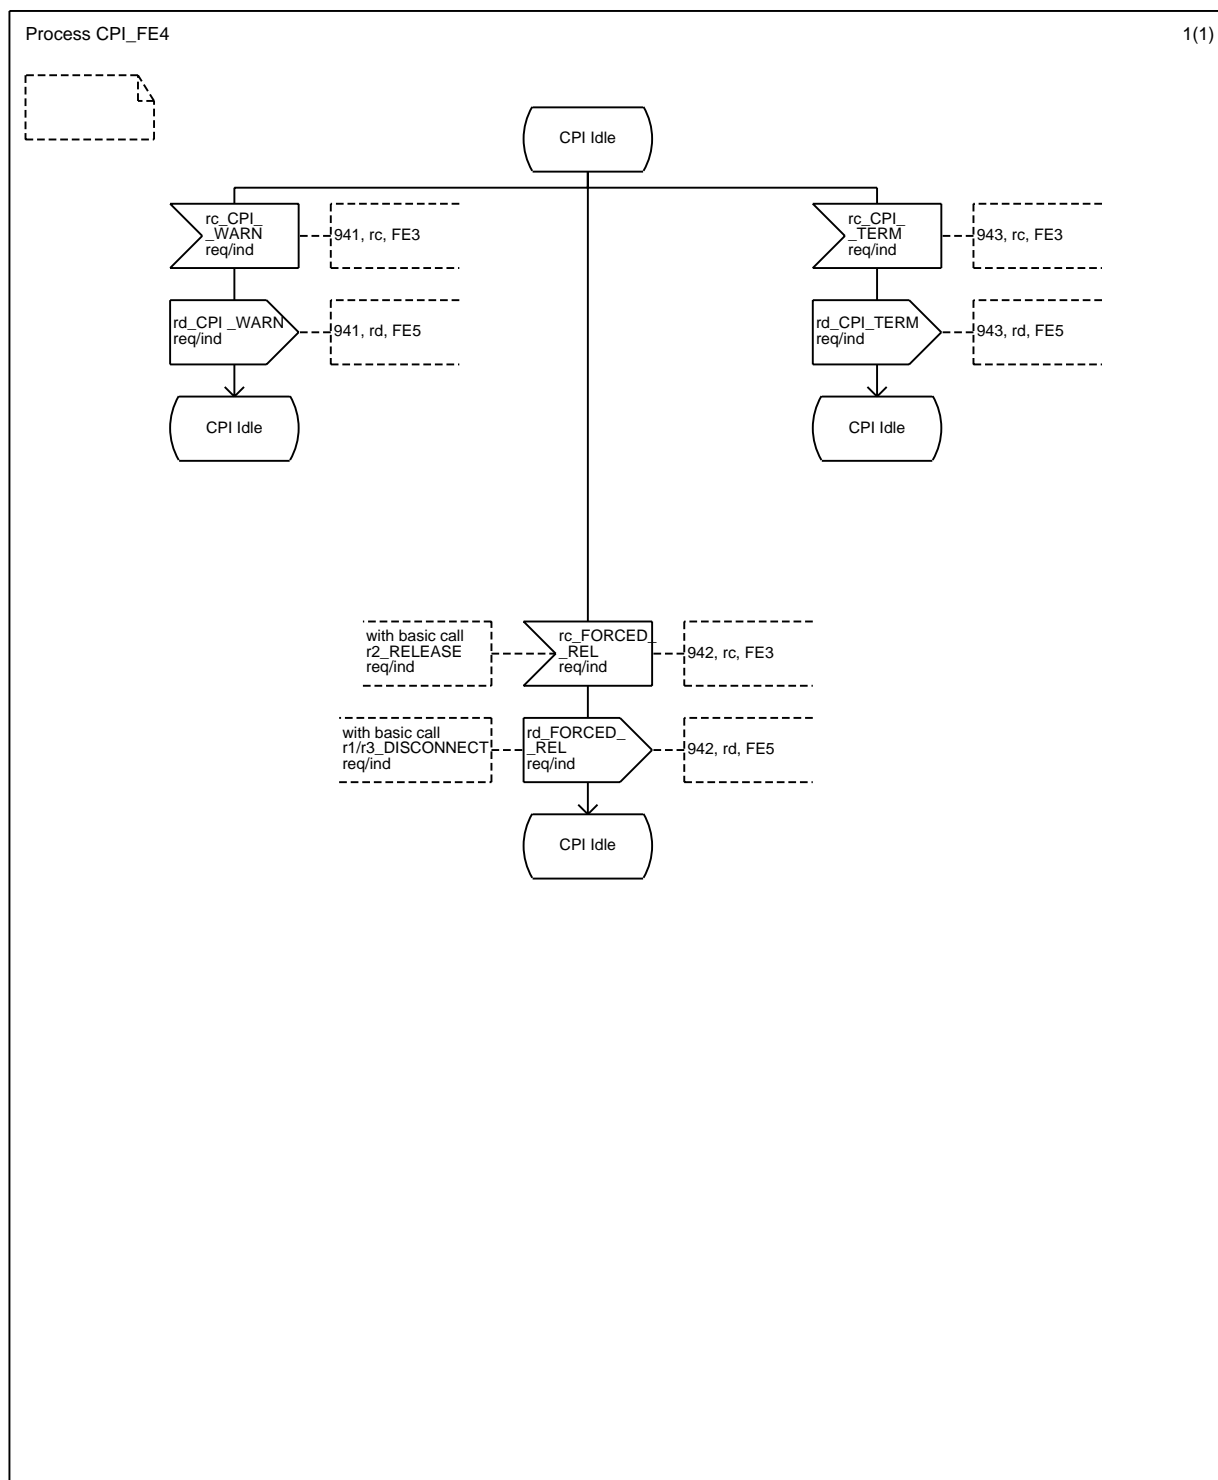 Process CPI_FE4
1(1)
CPI Idle
rc_CPI_
_WARN
req/ind
941, rc, FE3
rc_CPI_
_TERM
req/ind
943, rc, FE3
rd_CPI _WARN
req/ind
941, rd, FE5
rd_CPI_TERM
req/ind
943, rd, FE5
CPI Idle
CPI Idle
with basic call
r2_RELEASE
req/ind
rc_FORCED_
_REL
req/ind
942, rc, FE3
with basic call
r1/r3_DISCONNECT
req/ind
rd_FORCED_
_REL
req/ind
942, rd, FE5
CPI Idle